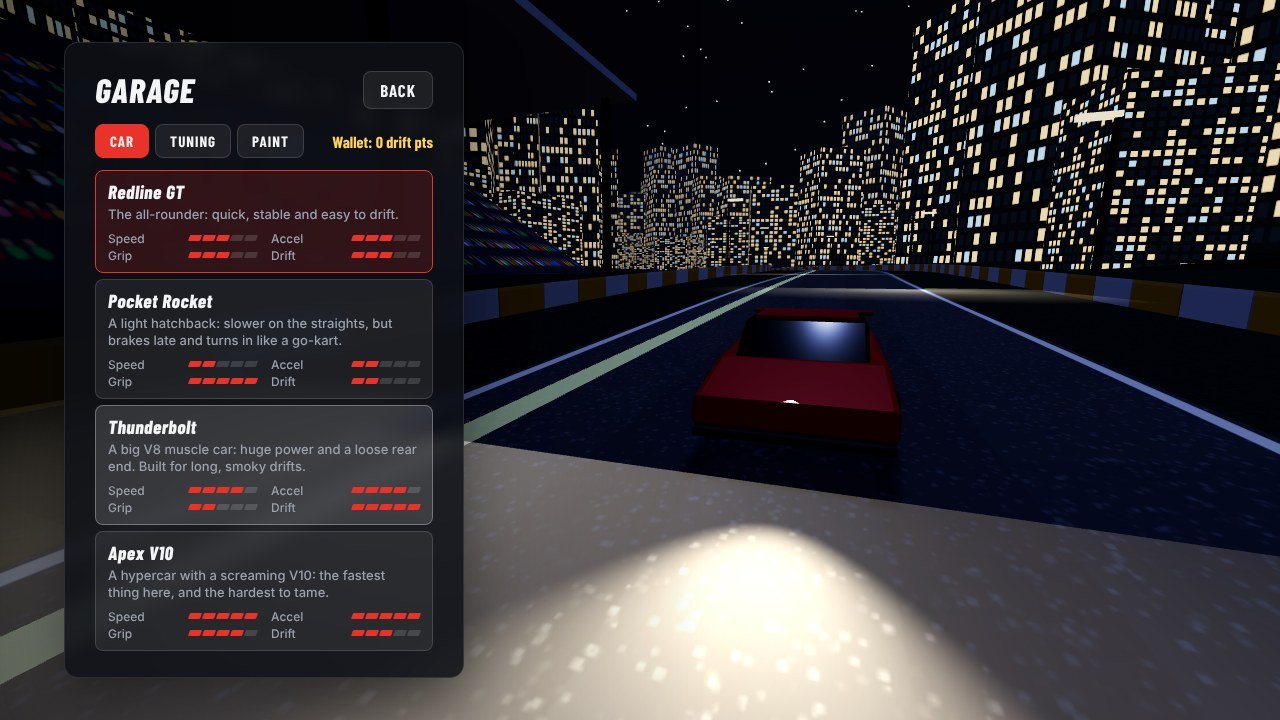 GARAGE
BACK
CAR
TUNING
PAINT
Wallet: 0 drift pts
Redline GT
The all-rounder: quick, stable and easy to drift.
Speed
Accel
Grip
Drift
Pocket Rocket
A light hatchback: slower on the straights, but
brakes late and turns in like a go-kart.
Speed
Accel
Grip
Drift
Thunderbolt
A big V8 muscle car: huge power and a loose rear
end. Built for long, smoky drifts.
Speed
Accel
Grip
Drift
Apex V10
A hypercar with a screaming V10: the fastest
thing here, and the hardest to tame.
Speed
Accel
Grip
Drift